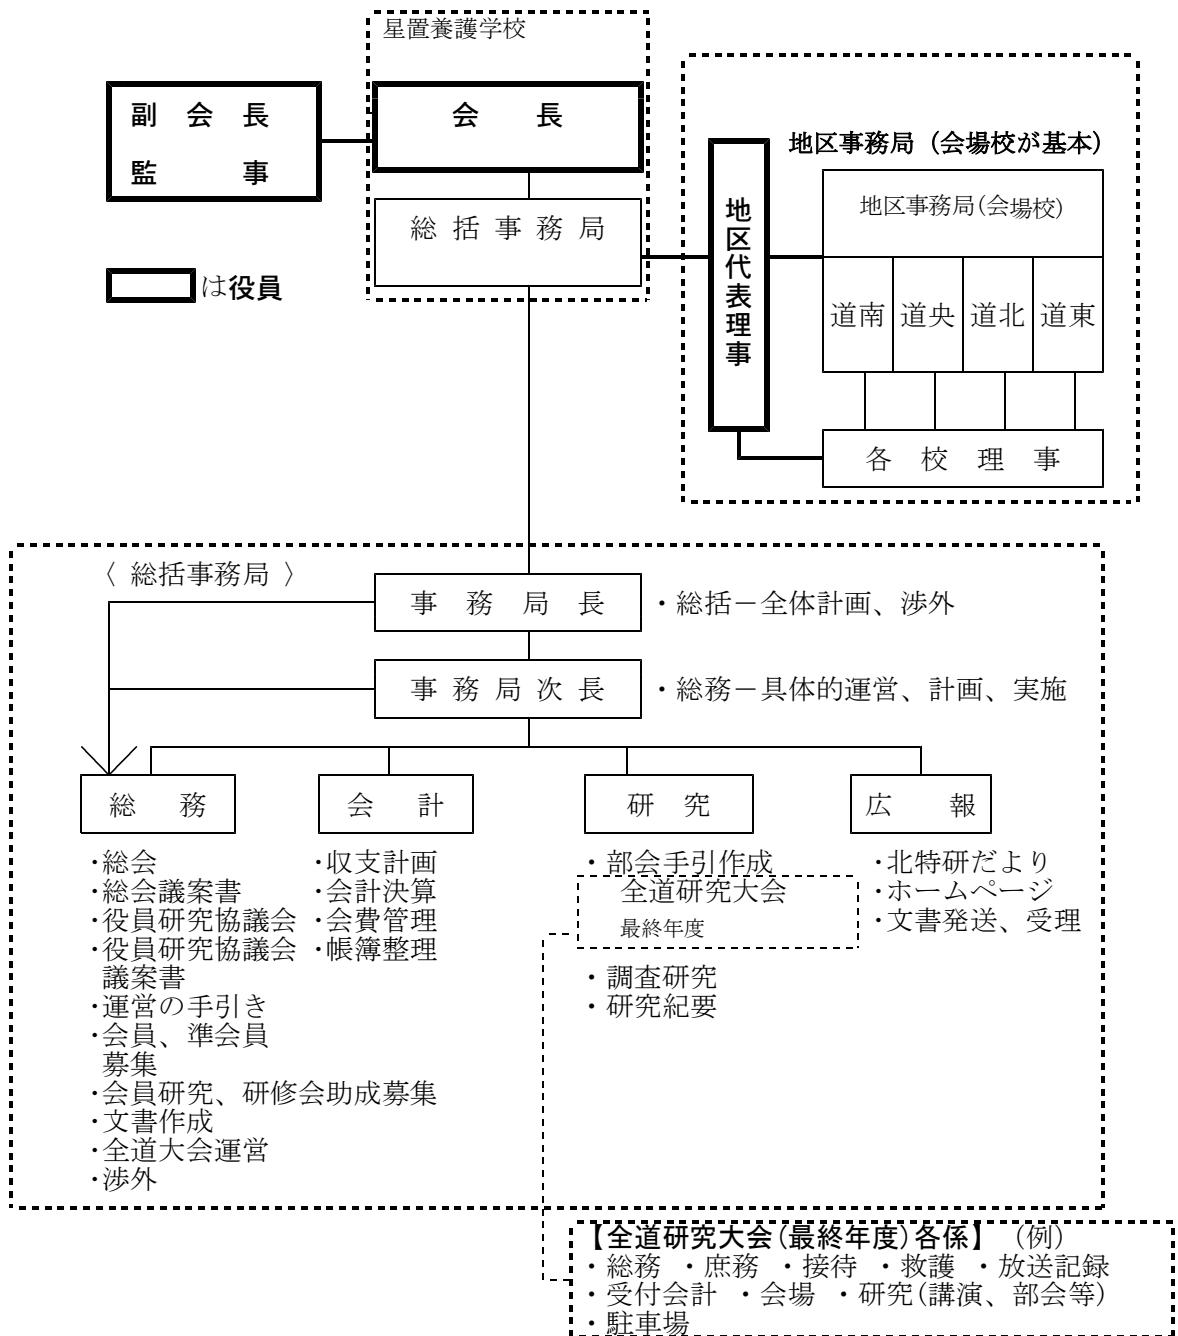 星置養護学校
副 会 長
監 事
会 長
総 括 事 務 局
は役員
地区事務局（会場校が基本）
地区代表理事
地区事務局(会場校)
道南 道央 道北 道東
各 校 理 事
〈 総括事務局 〉
事 務 局 長
・総括－全体計画、渉外
事 務 局 次 長
・総務－具体的運営、計画、実施
総 務
・総会
・総会議案書
・役員研究協議会
・役員研究協議会
議案書
・運営の手引き
・会員、準会員
募集
・会員研究、研修会助成募集
・文書作成
・全道大会運営
・渉外
会 計
・収支計画
・会計決算
・会費管理
・帳簿整理
研 究
・部会手引作成
全道研究大会
最終年度
・調査研究
・研究紀要
広 報
・北特研だより
・ホームページ
・文書発送、受理
【全道研究大会(最終年度)各係】（例）
・総務 ・庶務 ・接待 ・救護 ・放送記録
・受付会計 ・会場 ・研究(講演、部会等)
・駐車場